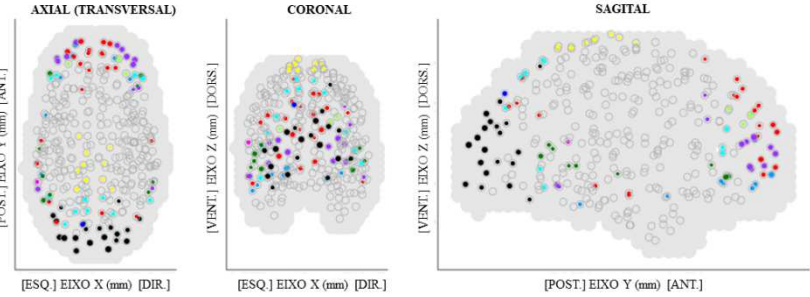 AXIAL (TRANSVERSAL)
CORONAL
SAGITAL
[POST.] EIXO Y (mm) [ANT.]
[VENT.] EIXO Z (mm) [DORS.]
[VENT.] EIXO Z (mm) [DORS.]
[ESQ.] EIXO X (mm) [DIR.]
[ESQ.] EIXO X (mm) [DIR.]
[POST.] EIXO Y (mm) [ANT.]